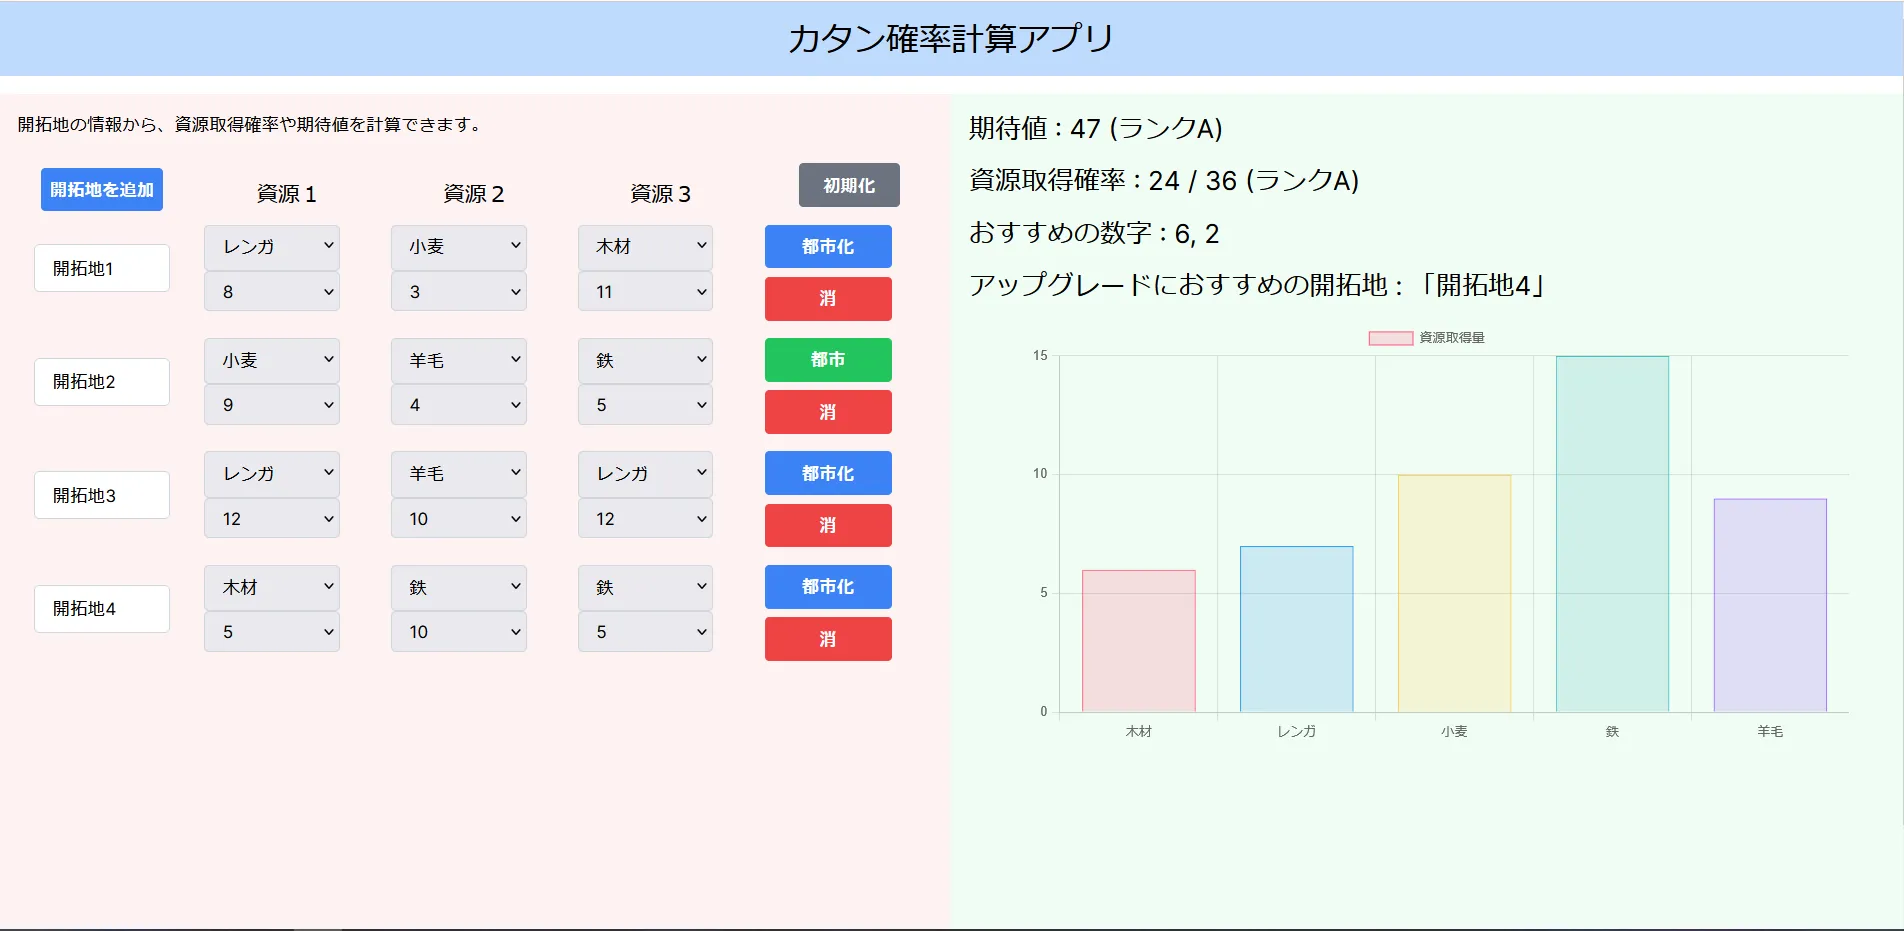 カタン確率計算アプリ
開拓地の情報から、資源取得確率や期待値を計算できます。
開拓地を追加 資源１ 資源２ 資源３ 初期化
開拓地1
レンガ 小麦 木材 都市化
8 3 11 消
開拓地2
小麦 羊毛 鉄 都市
9 4 5 消
開拓地3
レンガ 羊毛 レンガ 都市化
12 10 12 消
開拓地4
木材 鉄 鉄 都市化
5 10 5 消
期待値：47 (ランクA)
資源取得確率：24 / 36 (ランクA)
おすすめの数字：6, 2
アップグレードにおすすめの開拓地：「開拓地4」
資源取得量
15
10
5
0
木材 レンガ 小麦 鉄 羊毛